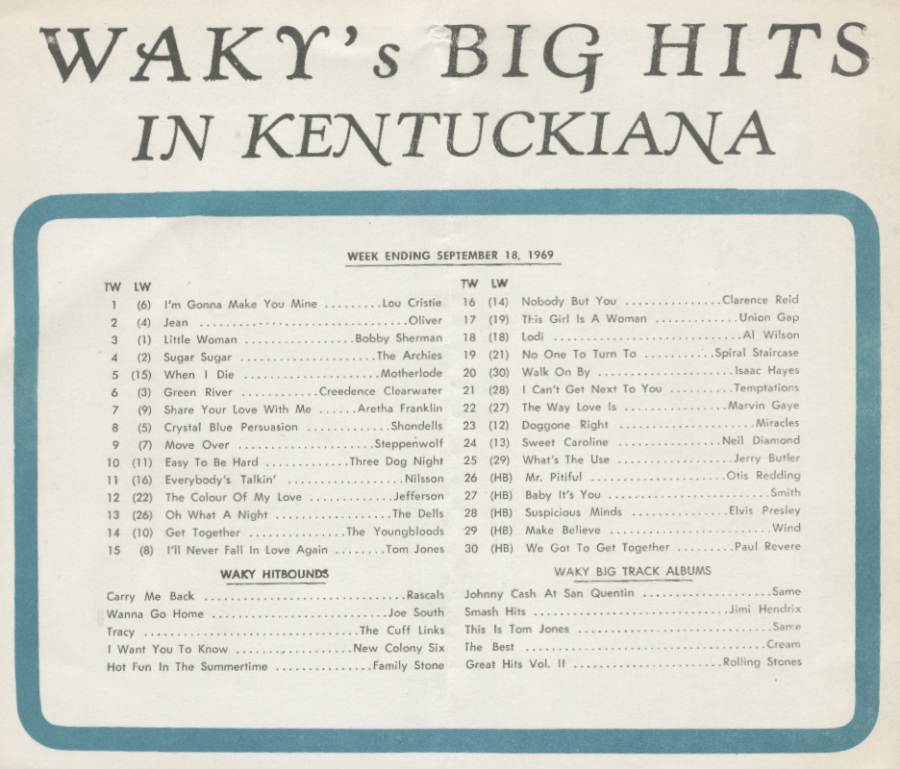 WAKY's BIG HITS
IN KENTUCKIANA
WEEK ENDING SEPTEMBER 18, 1969
TW LW
1 (6) I'm Gonna Make You Mine .........Lou Cristie
2 (4) Jean .................................Oliver
3 (1) Little Woman .................Bobby Sherman
4 (2) Sugar Sugar .....................The Archies
5 (15) When I Die ......................Motherlode
6 (3) Green River ............Creedence Clearwater
7 (9) Share Your Love With Me ......Aretha Franklin
8 (5) Crystal Blue Persuasion .............Shondells
9 (7) Move Over ......................Steppenwolf
10 (11) Easy To Be Hard .............Three Dog Night
11 (16) Everybody's Talkin' ..................Nilsson
12 (22) The Colour Of My Love .............Jefferson
13 (26) Oh What A Night ..................The Dells
14 (10) Get Together ...............The Youngbloods
15 (8) I'll Never Fall In Love Again ........Tom Jones
WAKY HITBOUNDS
Carry Me Back ...............................Rascals
Wanna Go Home ...........................Joe South
Tracy .................................The Cuff Links
I Want You To Know ..................New Colony Six
Hot Fun In The Summertime ...............Family Stone
TW LW
16 (14) Nobody But You ...............Clarence Reid
17 (19) This Girl Is A Woman .............Union Gap
18 (18) Lodi .................................Al Wilson
19 (21) No One To Turn To ...........Spiral Staircase
20 (30) Walk On By .....................Isaac Hayes
21 (28) I Can't Get Next To You ..........Temptations
22 (27) The Way Love Is ................Marvin Gaye
23 (12) Doggone Right .......................Miracles
24 (13) Sweet Caroline ................Neil Diamond
25 (29) What's The Use ..................Jerry Butler
26 (HB) Mr. Pitiful ......................Otis Redding
27 (HB) Baby It's You .........................Smith
28 (HB) Suspicious Minds ...............Elvis Presley
29 (HB) Make Believe .........................Wind
30 (HB) We Got To Get Together .........Paul Revere
WAKY BIG TRACK ALBUMS
Johnny Cash At San Quentin ....................Same
Smash Hits ..............................Jimi Hendrix
This Is Tom Jones ..............................Same
The Best ......................................Cream
Great Hits Vol. II .......................Rolling Stones